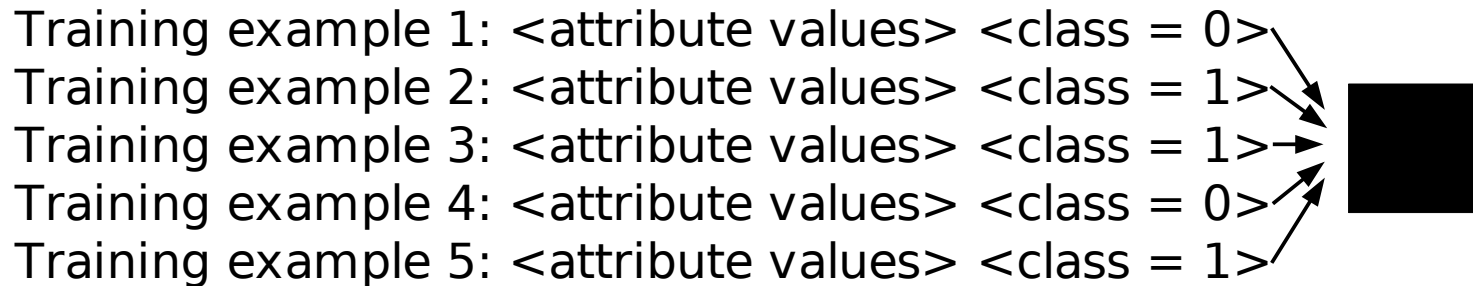 Training example 1: <attribute values> <class = 0>
Training example 2: <attribute values> <class = 1>
Training example 3: <attribute values> <class = 1>
Training example 4: <attribute values> <class = 0>
Training example 5: <attribute values> <class = 1>